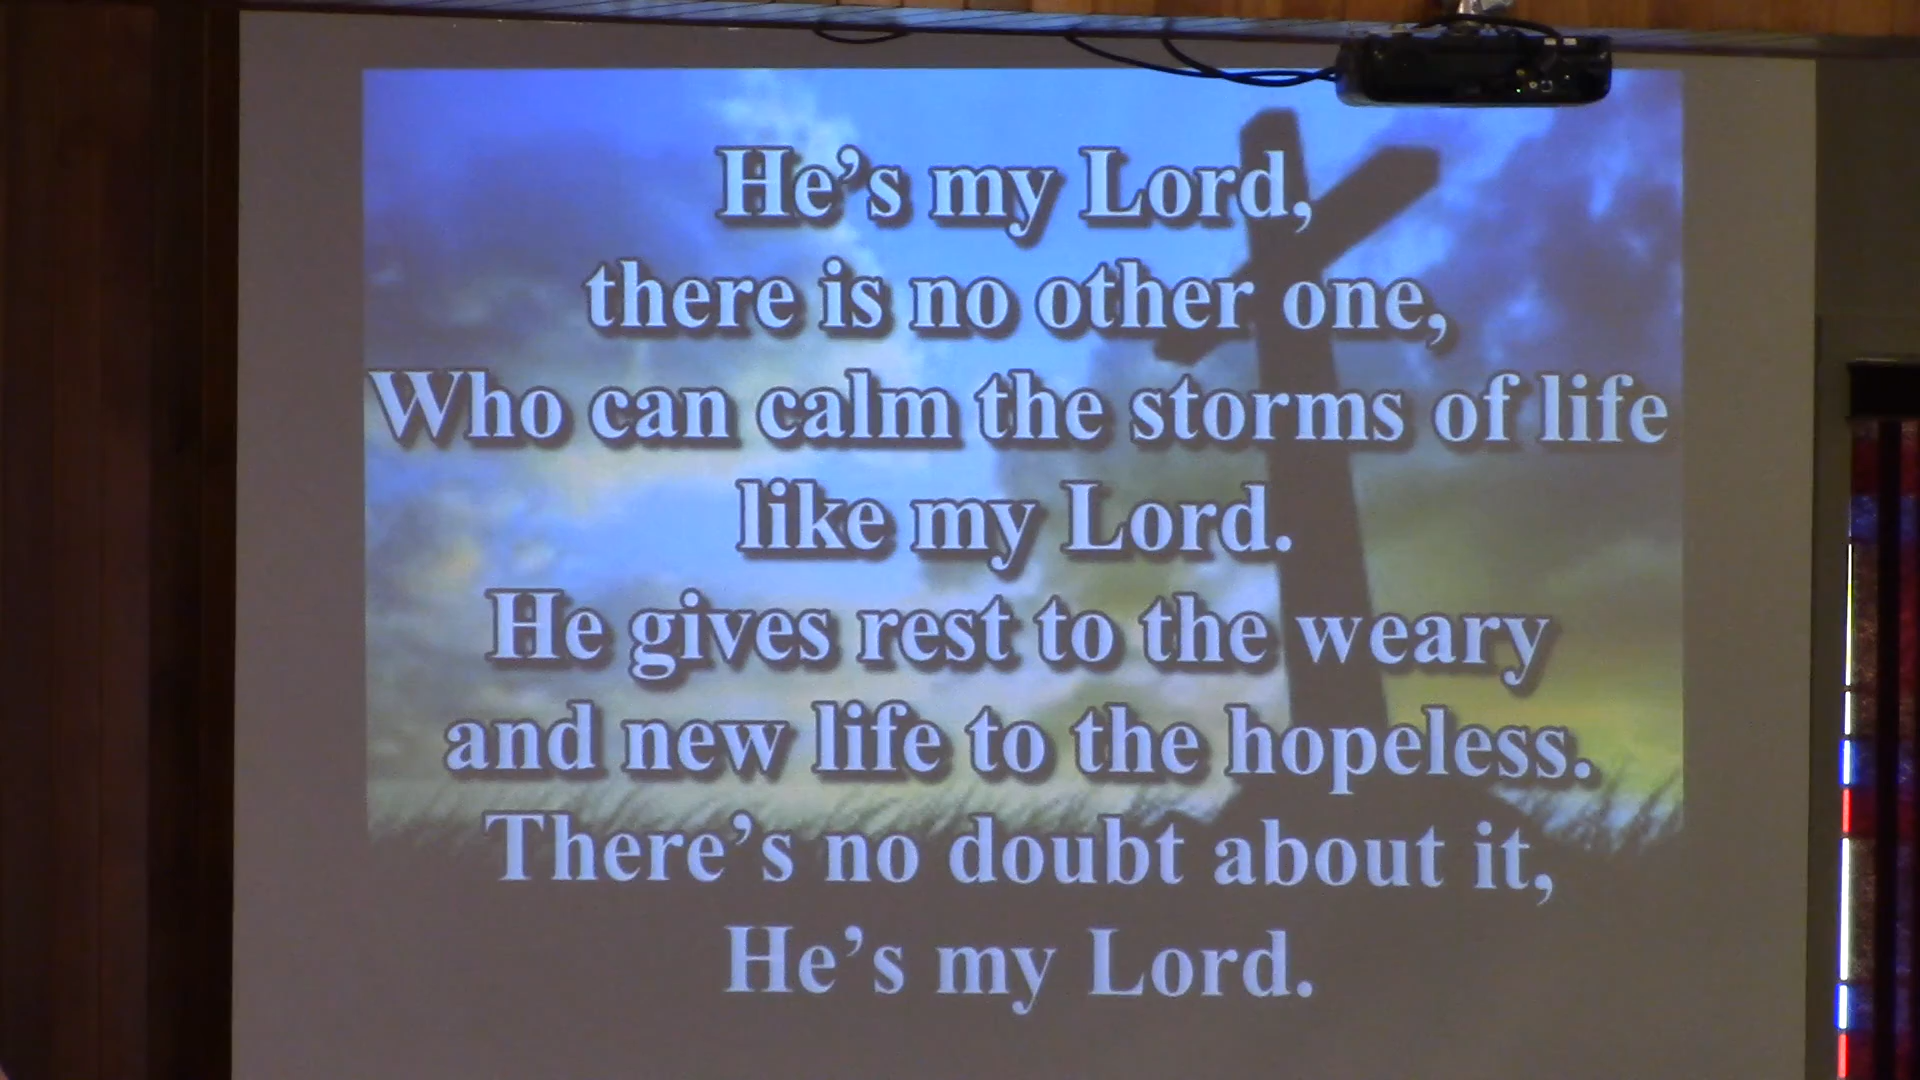 He’s my Lord,
there is no other one,
Who can calm the storms of life
like my Lord.
He gives rest to the weary
and new life to the hopeless.
There’s no doubt about it,
He’s my Lord.